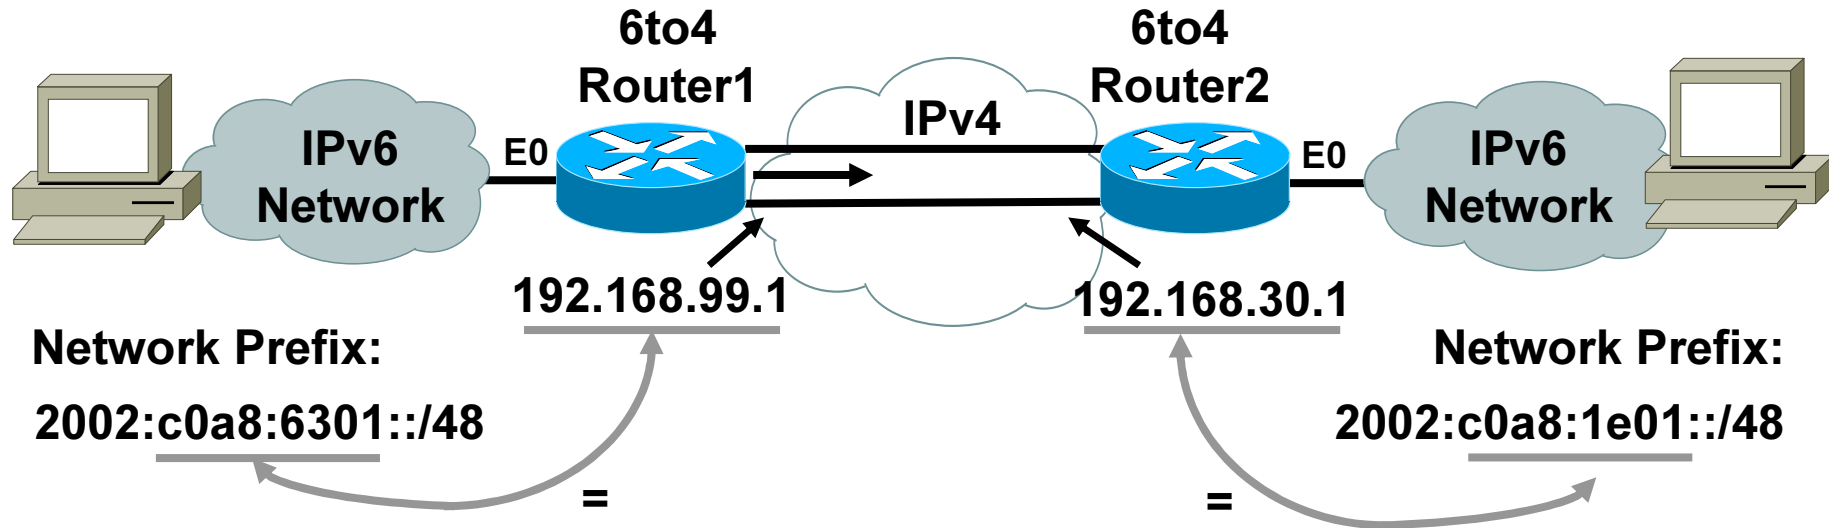 6to4
Router1
6to4
Router2
IPv4
IPv6
Network
E0
E0
IPv6
Network
192.168.99.1
192.168.30.1
Network Prefix:
2002:c0a8:6301::/48
Network Prefix:
2002:c0a8:1e01::/48
=
=